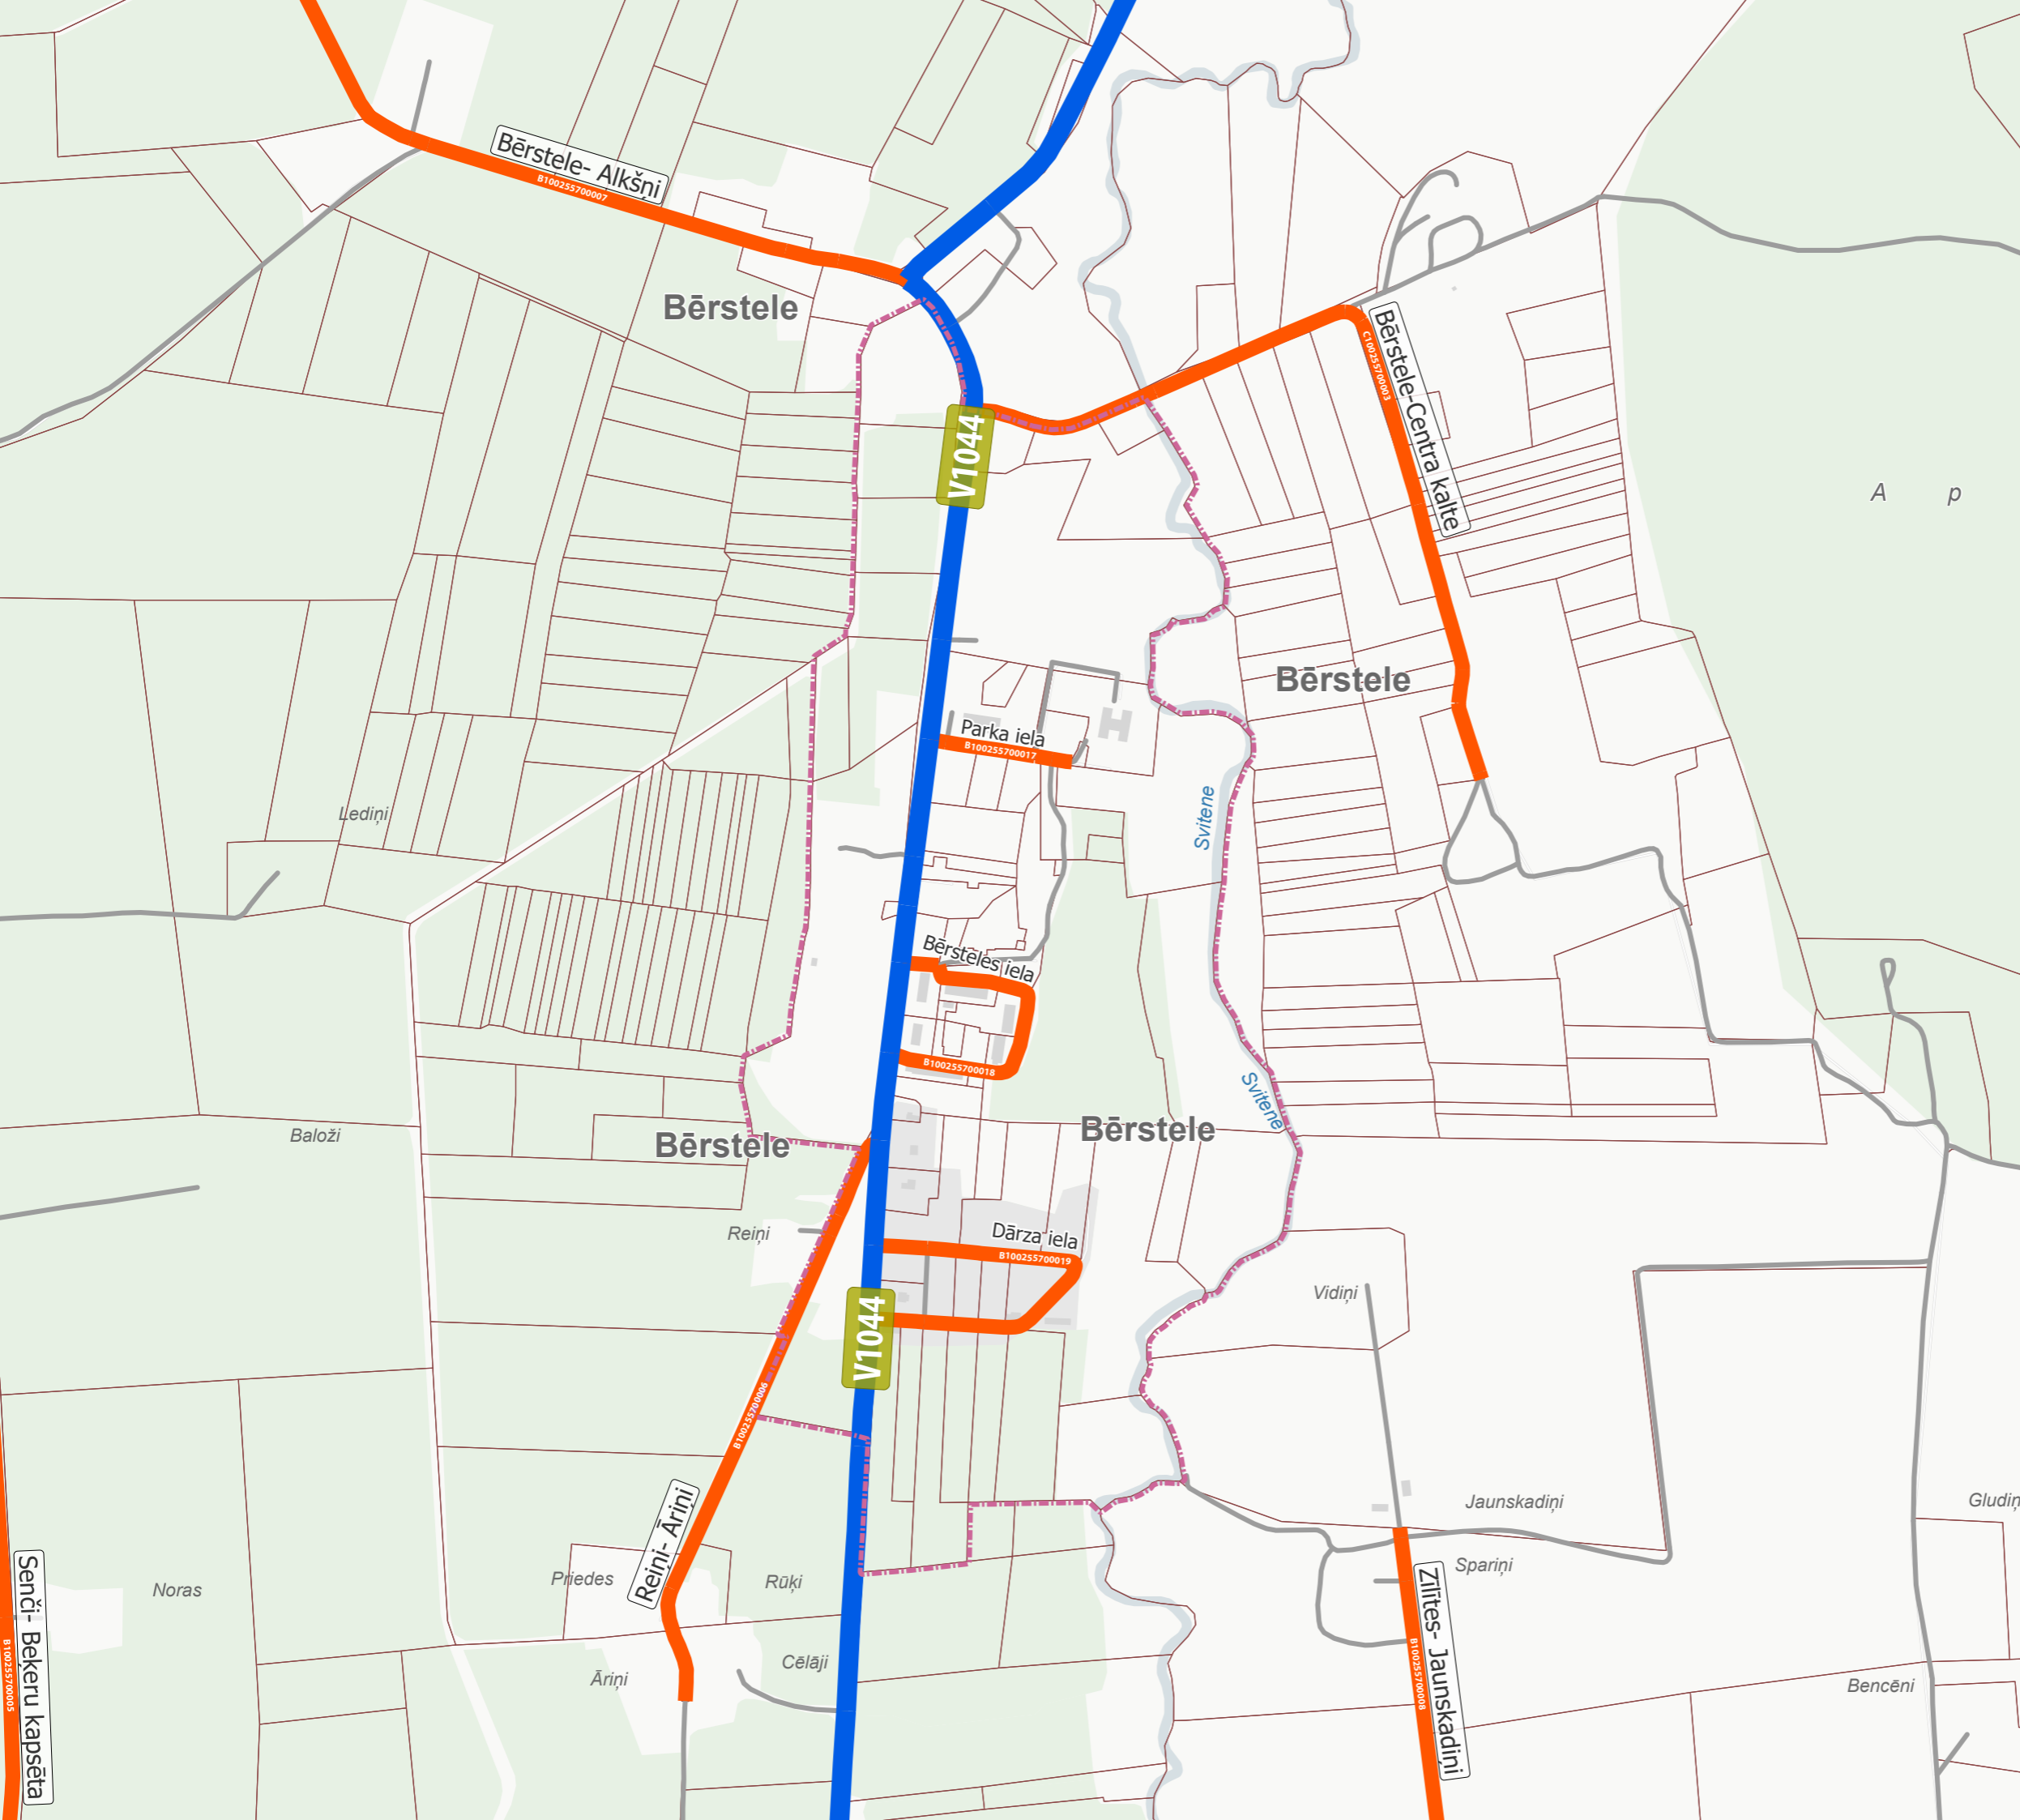 Bērstele- Alkšņi
B100255700007
Bērstele
Bērstele-Centra kalte
C100255700003
V1044
A p
Bērstele
Parka iela
B100255700017
Lediņi
Svitene
Bērsteles iela
B100255700018
Svitene
Baloži
Bērstele
Bērstele
Reiņi
Dārza iela
B100255700019
Vidiņi
V1044
B100255700006
Reiņi- Āriņi
Jaunskadiņi
Gludiņ
Spariņi
Priedes
Rūķi
Noras
Senči- Beķeru kapsēta
B100255700005
Zīlītes- Jaunskadiņi
B100255700008
Cēlāji
Āriņi
Bencēni